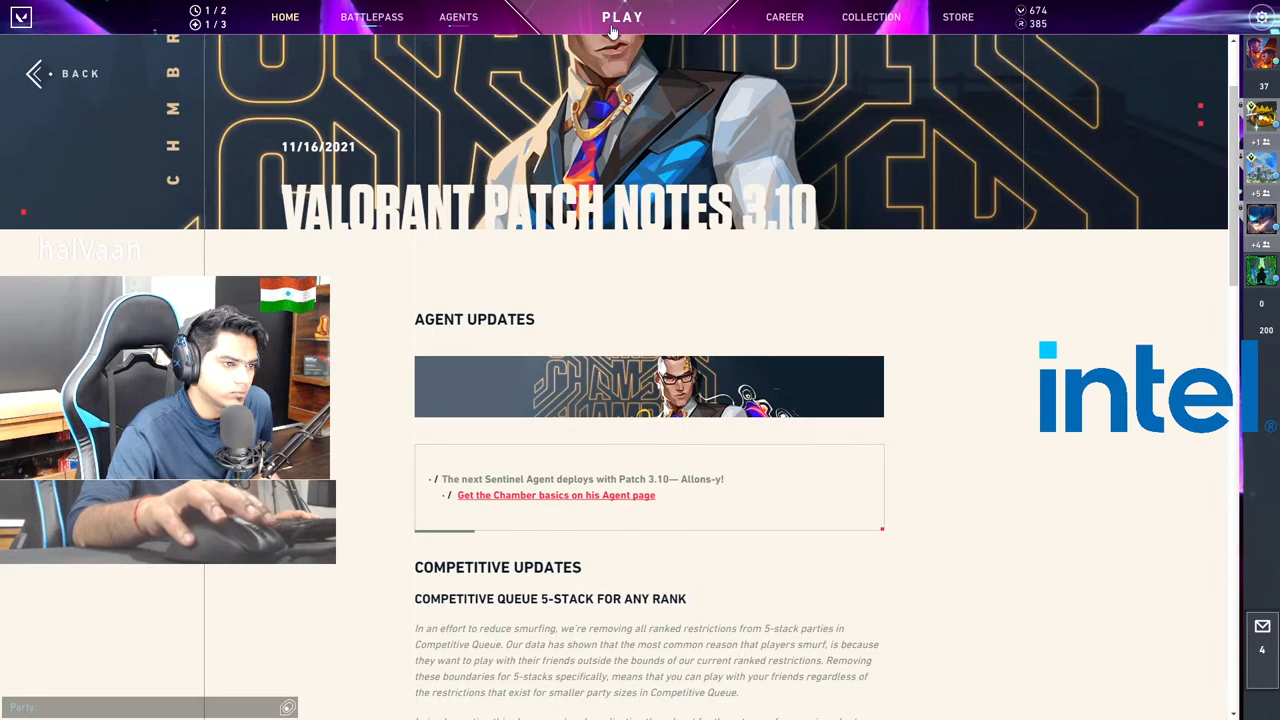 1 / 2
1 / 3
HOME
BATTLEPASS
AGENTS
PLAY
CAREER
COLLECTION
STORE
674
385
BACK
CHMBR
11/16/2021
VALORANT PATCH NOTES 3.10
halVaan
AGENT UPDATES
· / The next Sentinel Agent deploys with Patch 3.10— Allons-y!
· / Get the Chamber basics on his Agent page
COMPETITIVE UPDATES
COMPETITIVE QUEUE 5-STACK FOR ANY RANK
In an effort to reduce smurfing, we're removing all ranked restrictions from 5-stack parties in
Competitive Queue. Our data has shown that the most common reason that players smurf, is because
they want to play with their friends outside the bounds of our current ranked restrictions. Removing
these boundaries for 5-stacks specifically, means that you can play with your friends regardless of
the restrictions that exist for smaller party sizes in Competitive Queue.
37
+1
+5
+4
0
200
intel
®
4
Party: